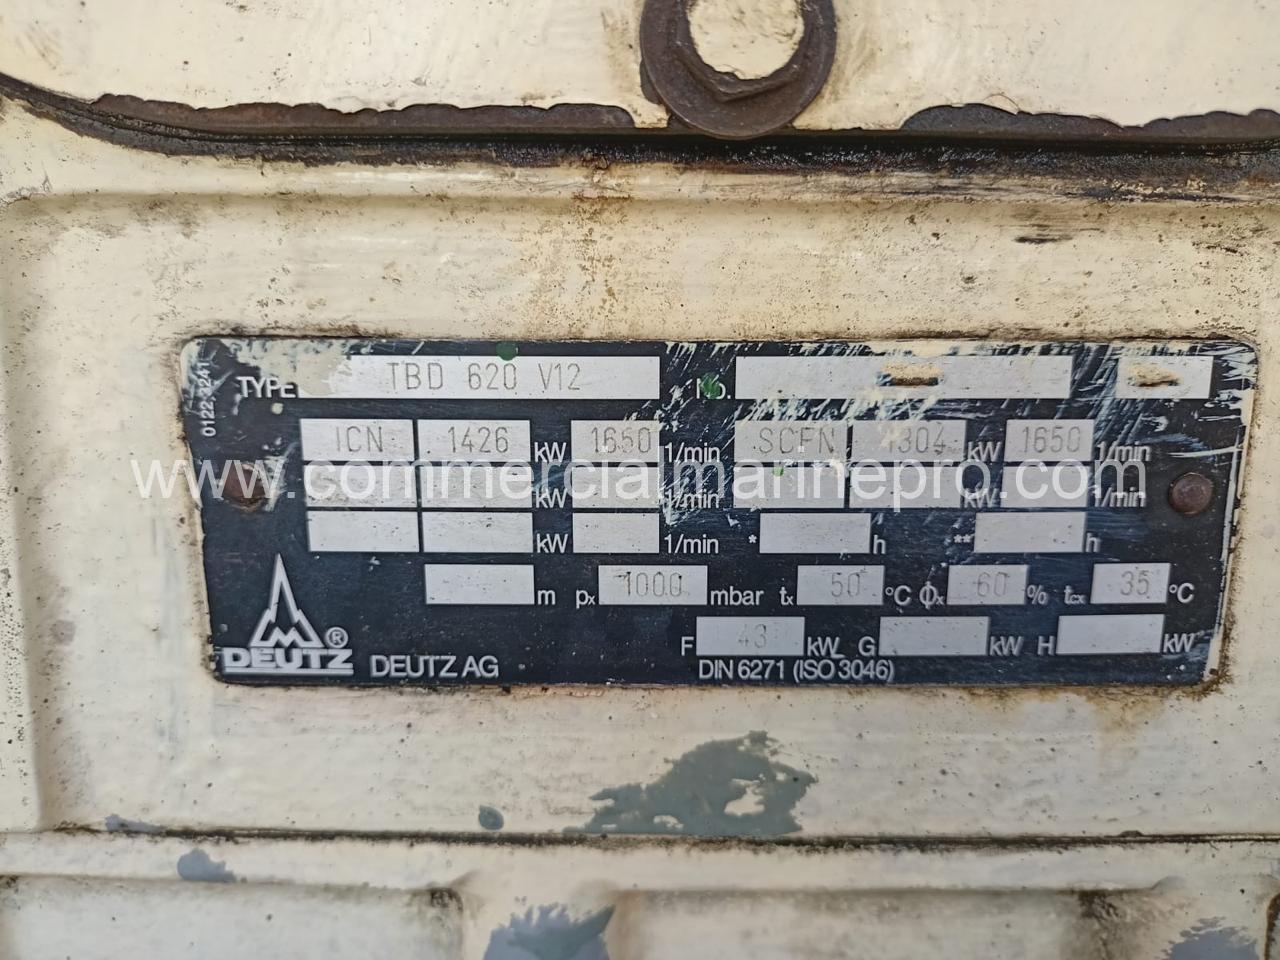 0122 3241
TYPE TBD 620 V12 No.
ICN 1426 kW 1650 1/min SCFN 1304 kW 1650 1/min
www.commercialmarinepro.com
kW 1/min kW 1/min
kW 1/min * h ** h
m px 1000 mbar tx 50 °C Φx 60 % tcx 35 °C
F 43 kW G kW H kW
DEUTZ ® DEUTZ AG DIN 6271 (ISO 3046)